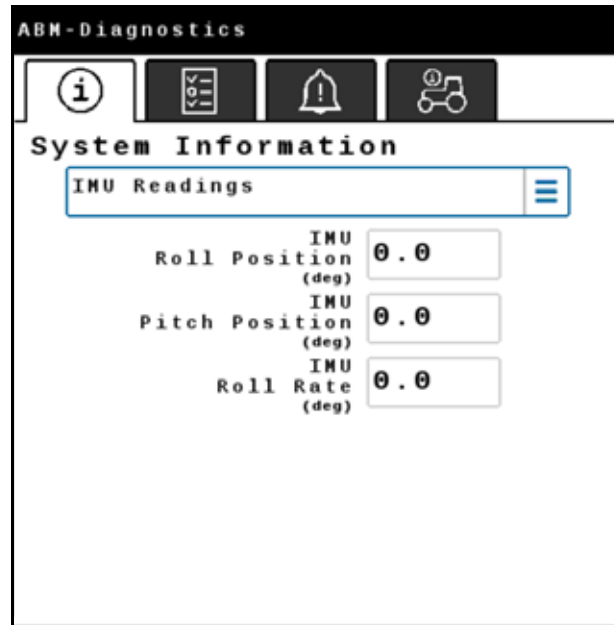 ABM-Diagnostics
System Information
IMU Readings
IMU
Roll Position
(deg)
0.0
IMU
Pitch Position
(deg)
0.0
IMU
Roll Rate
(deg)
0.0